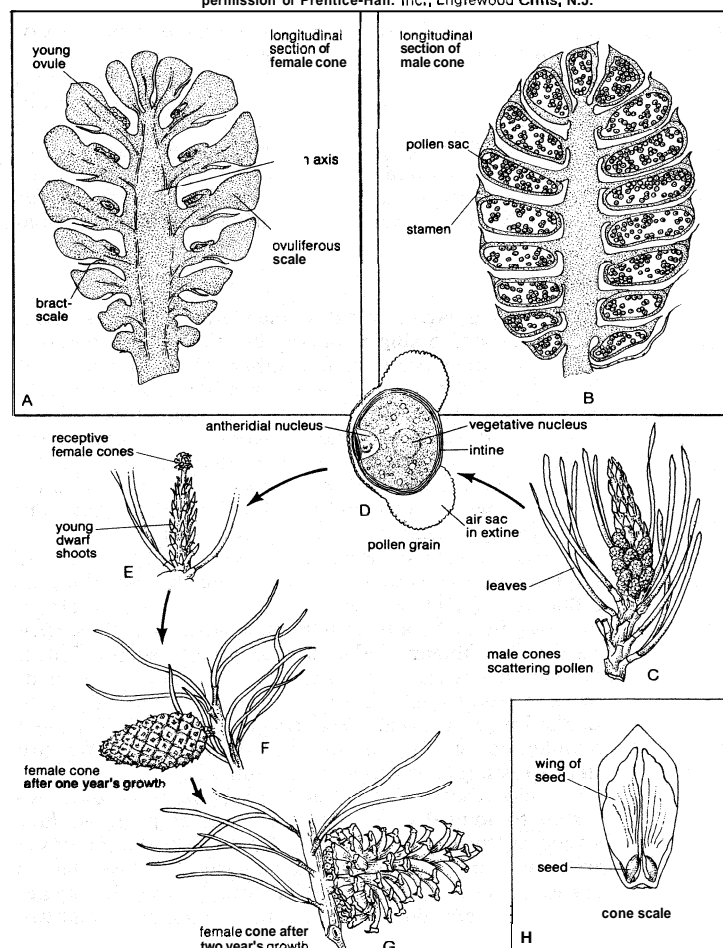 permission of Prentice-Hall. Inc., Englewood Cliffs, N.J.
young
ovule
longitudinal
section of
female cone
axis
ovuliferous
scale
bract-
scale
A
longitudinal
section of
male cone
pollen sac
stamen
B
receptive
female cones
young
dwarf
shoots
E
antheridial nucleus
vegetative nucleus
intine
D
air sac
in extine
pollen grain
leaves
male cones
scattering pollen
C
F
female cone
after one year's growth
female cone after
two year's growth
G
wing of
seed
seed
cone scale
H